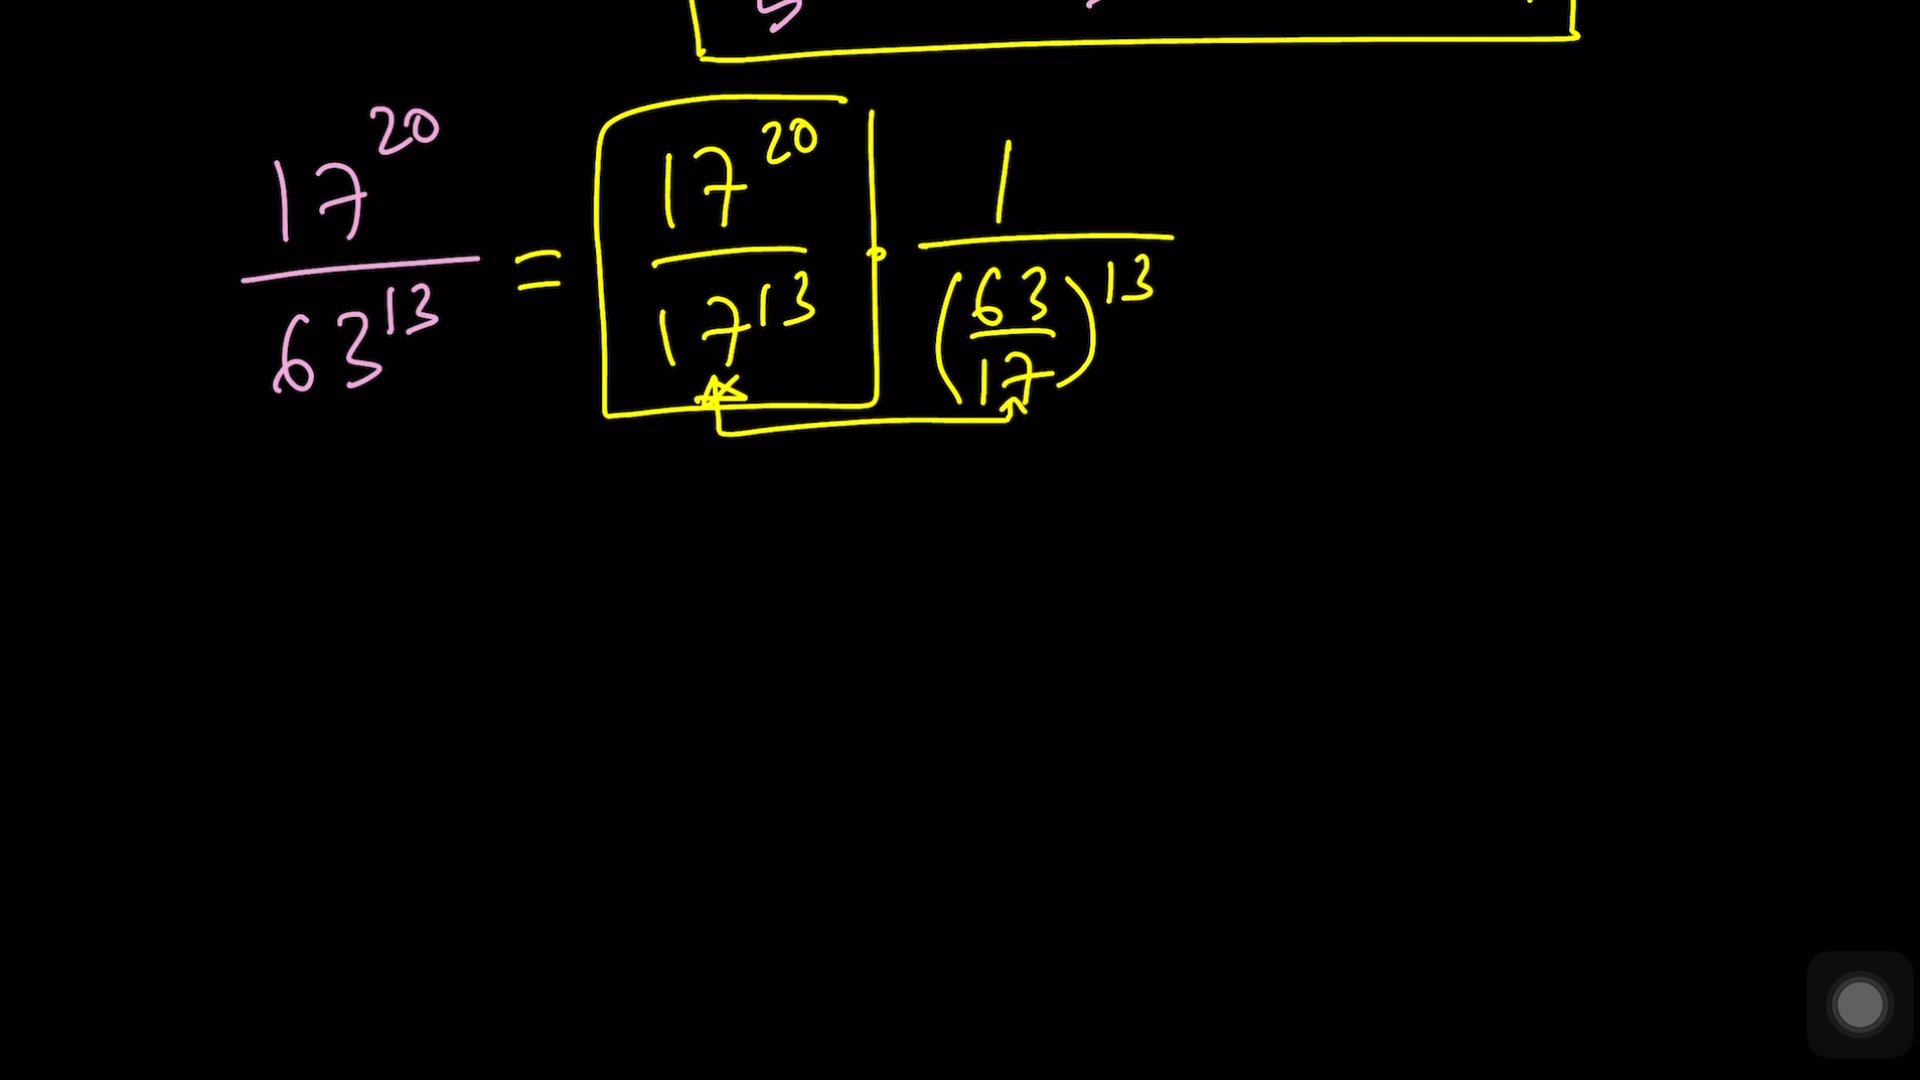 17^20 / 63^13 = 17^20 / 17^13 · 1 / (63/17)^13